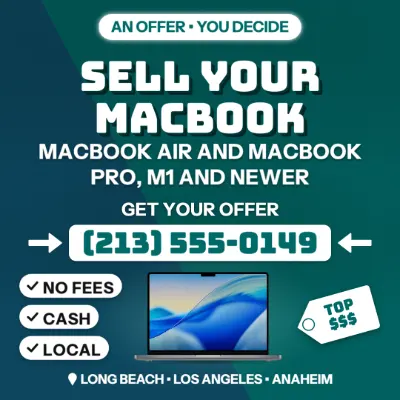 AN OFFER • YOU DECIDE
SELL YOUR
MACBOOK
MACBOOK AIR AND MACBOOK
PRO, M1 AND NEWER
GET YOUR OFFER
(213) 555-0149
NO FEES
CASH
LOCAL
TOP
$$$
LONG BEACH • LOS ANGELES • ANAHEIM